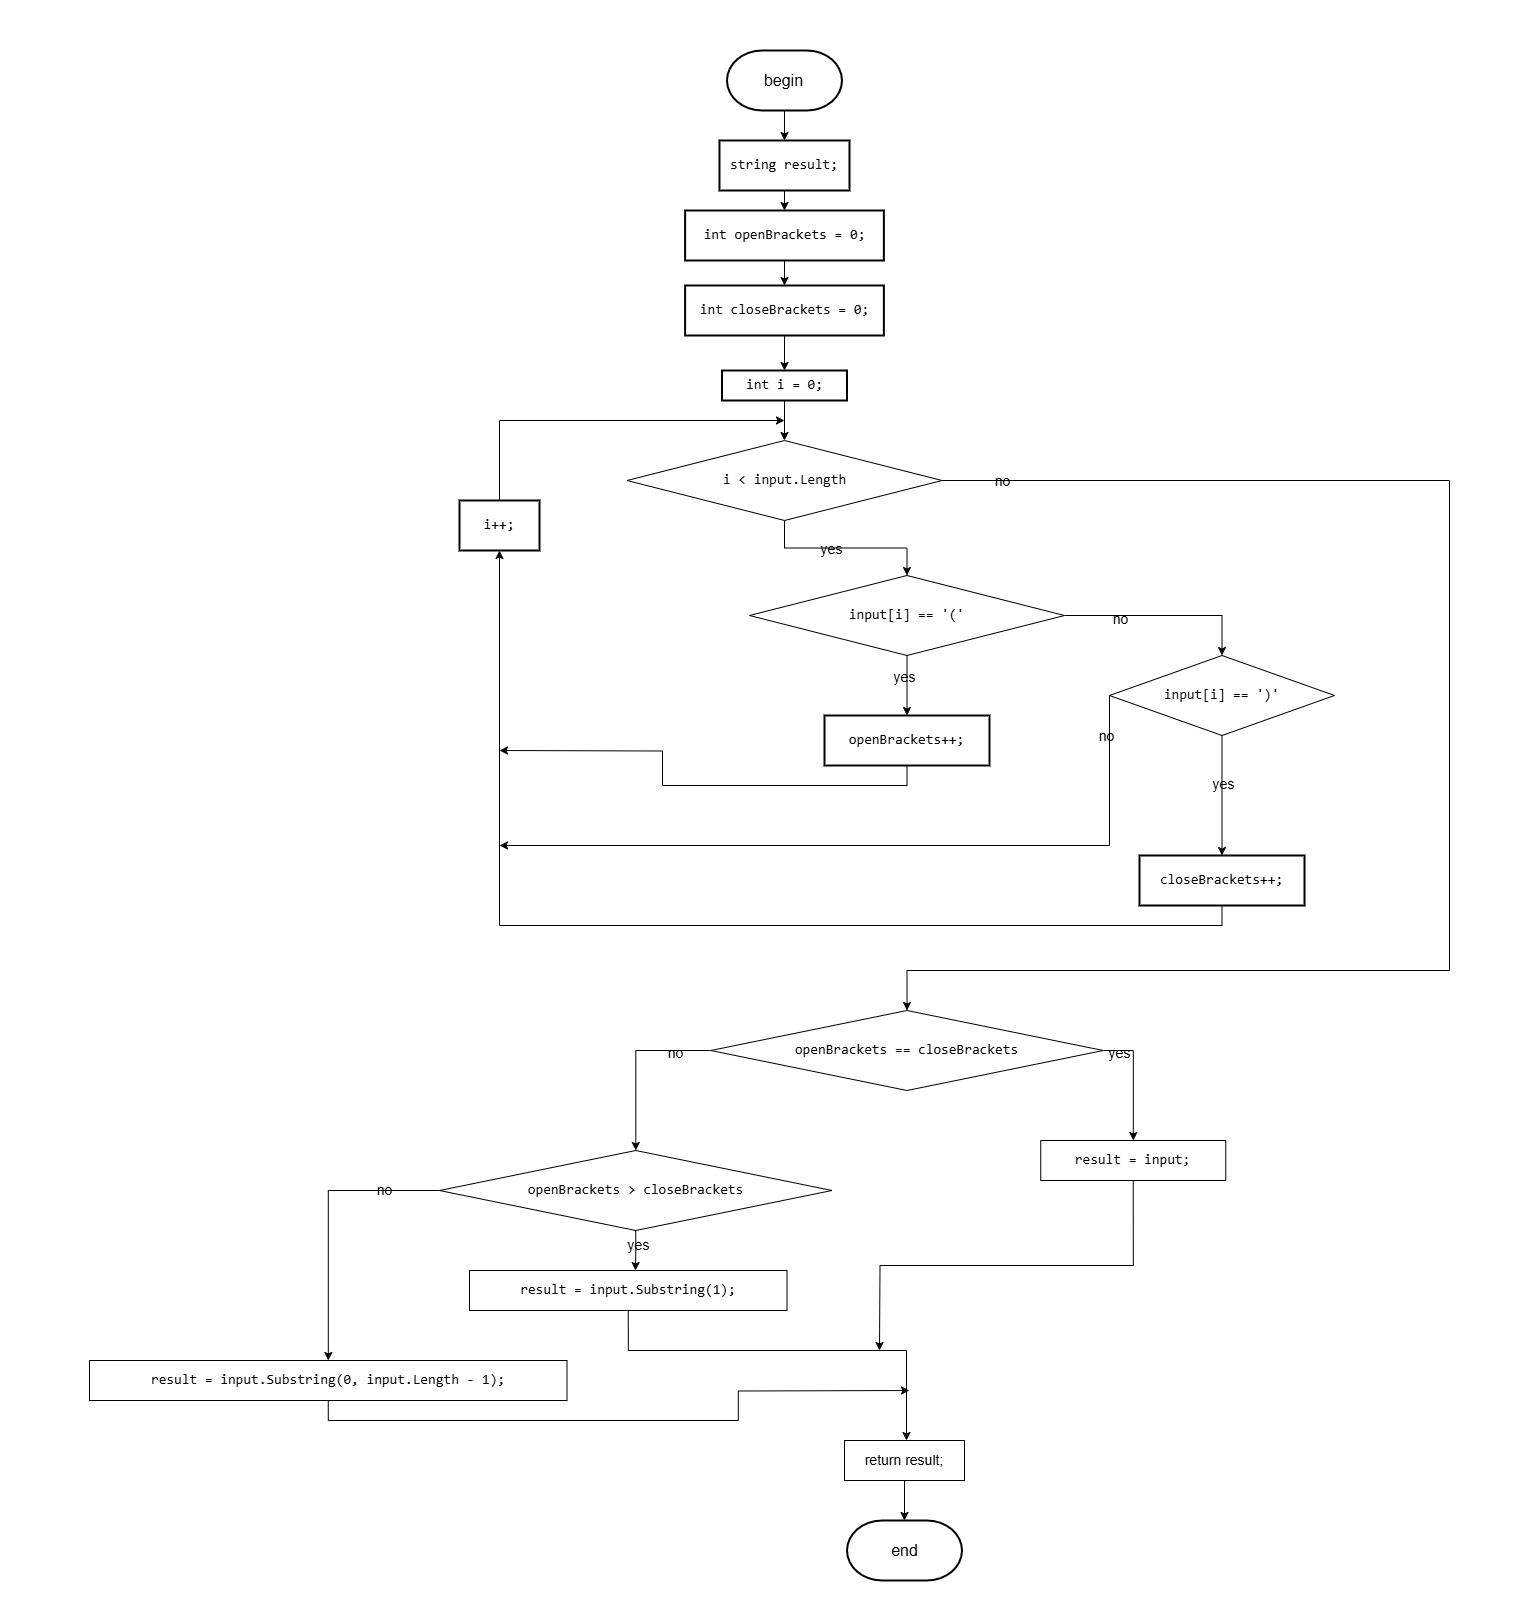 begin
string result;
int openBrackets = 0;
int closeBrackets = 0;
int i = 0;
i < input.Length
no
i++;
yes
input[i] == '('
no
yes
input[i] == ')'
no
openBrackets++;
yes
closeBrackets++;
openBrackets == closeBrackets
no
yes
result = input;
openBrackets > closeBrackets
no
yes
result = input.Substring(1);
result = input.Substring(0, input.Length - 1);
return result;
end